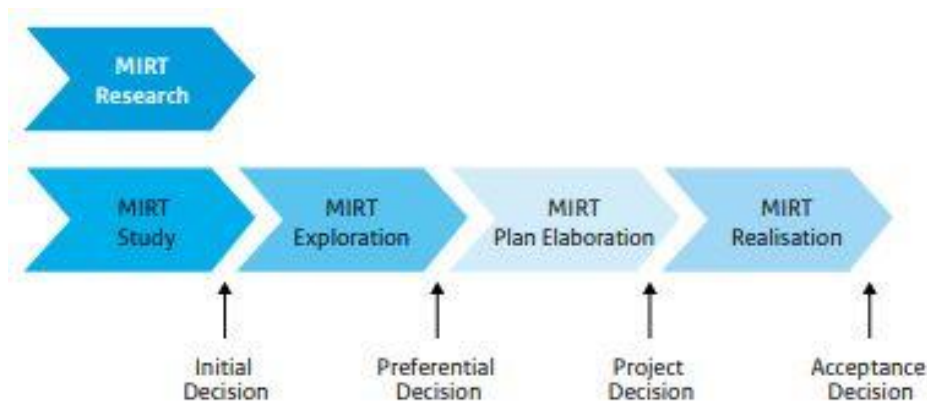 MIRT
Research
MIRT
Study
MIRT
Exploration
MIRT
Plan Elaboration
MIRT
Realisation
Initial
Decision
Preferential
Decision
Project
Decision
Acceptance
Decision